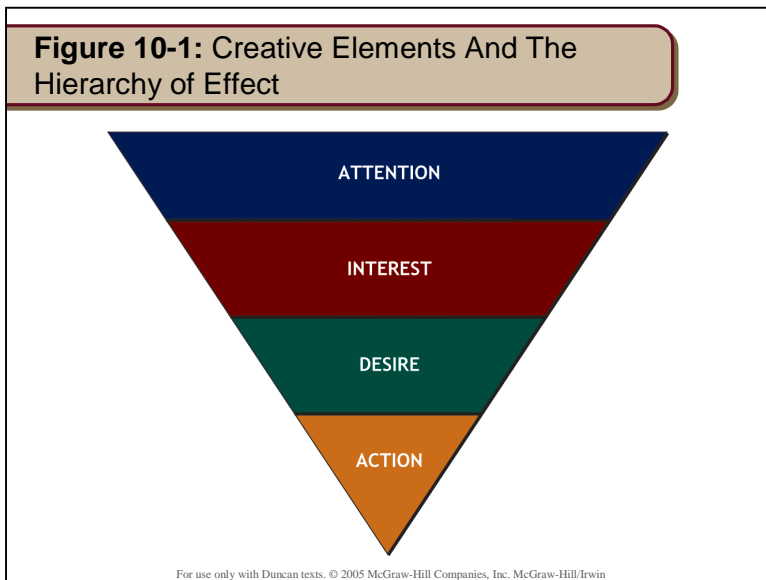 Figure 10-1: Creative Elements And The
Hierarchy of Effect
ATTENTION
INTEREST
DESIRE
ACTION
For use only with Duncan texts. © 2005 McGraw-Hill Companies, Inc. McGraw-Hill/Irwin